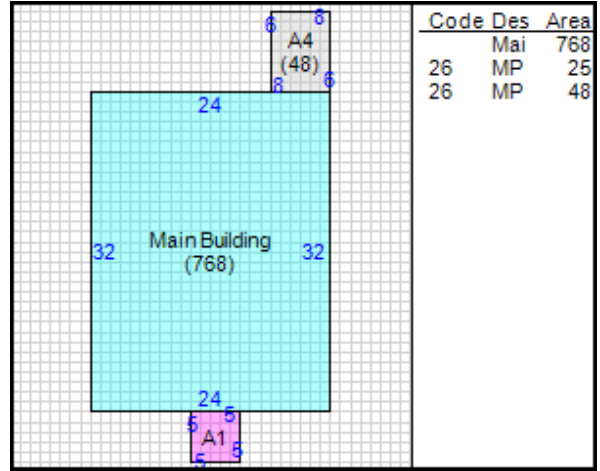 6 8
A4
(48)
8 6
24
32 Main Building 32
(768)
24
5 5
A1
5 5
Code Des Area
Mai 768
26 MP 25
26 MP 48